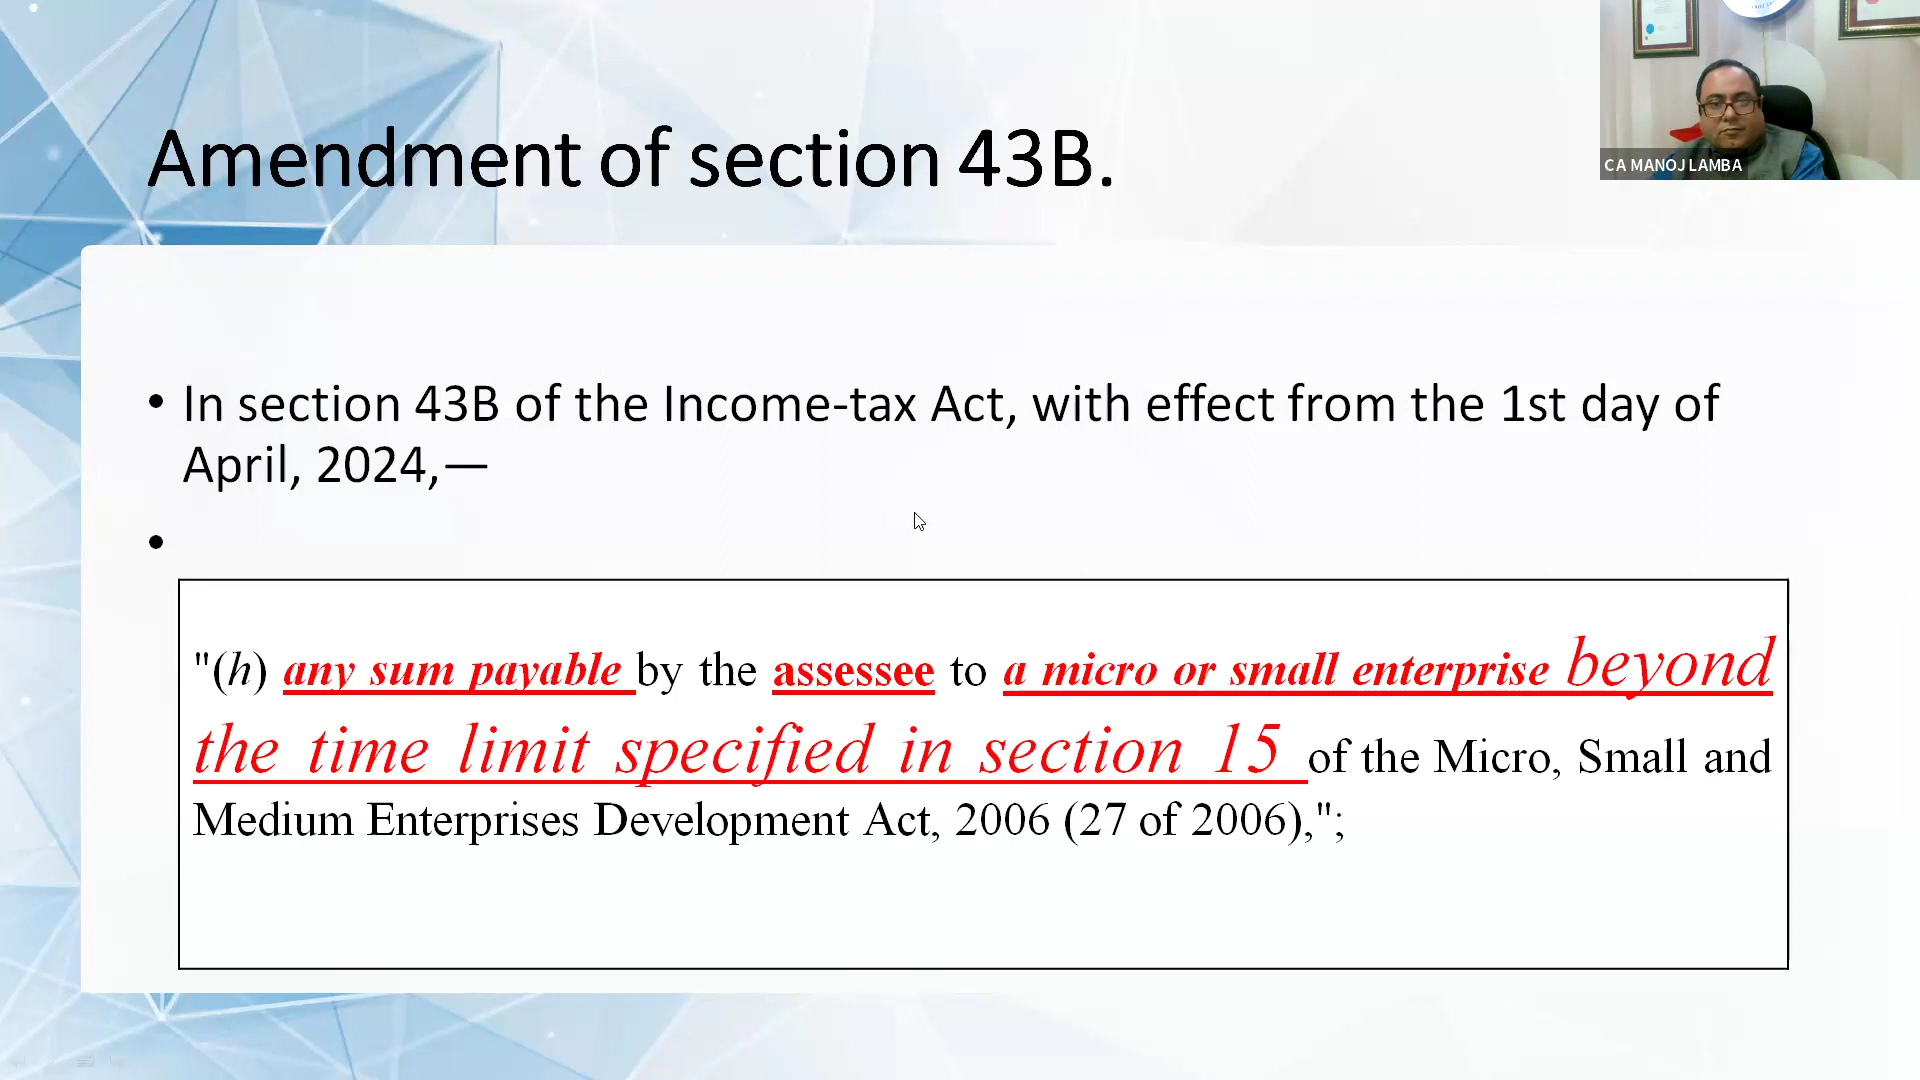 Amendment of section 43B.
CA MANOJ LAMBA
• In section 43B of the Income-tax Act, with effect from the 1st day of
April, 2024,—
•
"(h) any sum payable by the assessee to a micro or small enterprise beyond
the time limit specified in section 15 of the Micro, Small and
Medium Enterprises Development Act, 2006 (27 of 2006),";